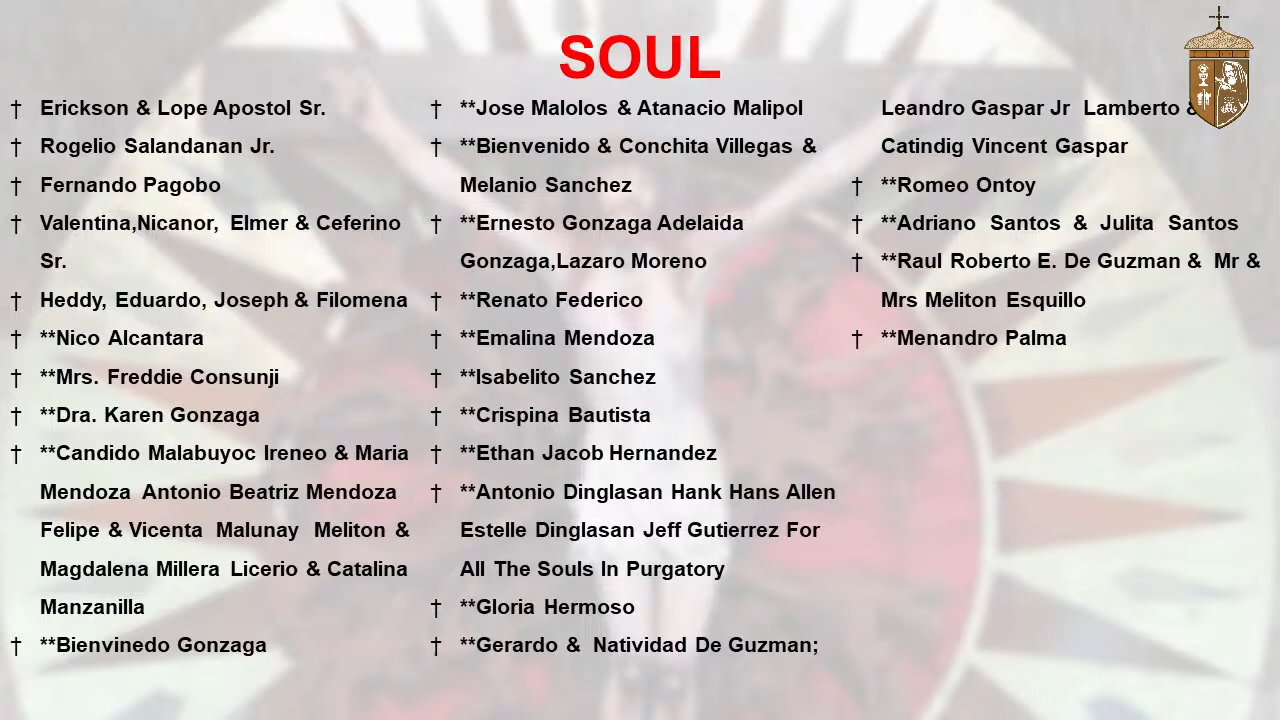 SOUL
† Erickson & Lope Apostol Sr.
† Rogelio Salandanan Jr.
† Fernando Pagobo
† Valentina,Nicanor, Elmer & Ceferino
Sr.
† Heddy, Eduardo, Joseph & Filomena
† **Nico Alcantara
† **Mrs. Freddie Consunji
† **Dra. Karen Gonzaga
† **Candido Malabuyoc Ireneo & Maria
Mendoza Antonio Beatriz Mendoza
Felipe & Vicenta Malunay Meliton &
Magdalena Millera Licerio & Catalina
Manzanilla
† **Bienvinedo Gonzaga
† **Jose Malolos & Atanacio Malipol
† **Bienvenido & Conchita Villegas &
Melanio Sanchez
† **Ernesto Gonzaga Adelaida
Gonzaga,Lazaro Moreno
† **Renato Federico
† **Emalina Mendoza
† **Isabelito Sanchez
† **Crispina Bautista
† **Ethan Jacob Hernandez
† **Antonio Dinglasan Hank Hans Allen
Estelle Dinglasan Jeff Gutierrez For
All The Souls In Purgatory
† **Gloria Hermoso
† **Gerardo & Natividad De Guzman;
Leandro Gaspar Jr Lamberto &
Catindig Vincent Gaspar
† **Romeo Ontoy
† **Adriano Santos & Julita Santos
† **Raul Roberto E. De Guzman & Mr &
Mrs Meliton Esquillo
† **Menandro Palma